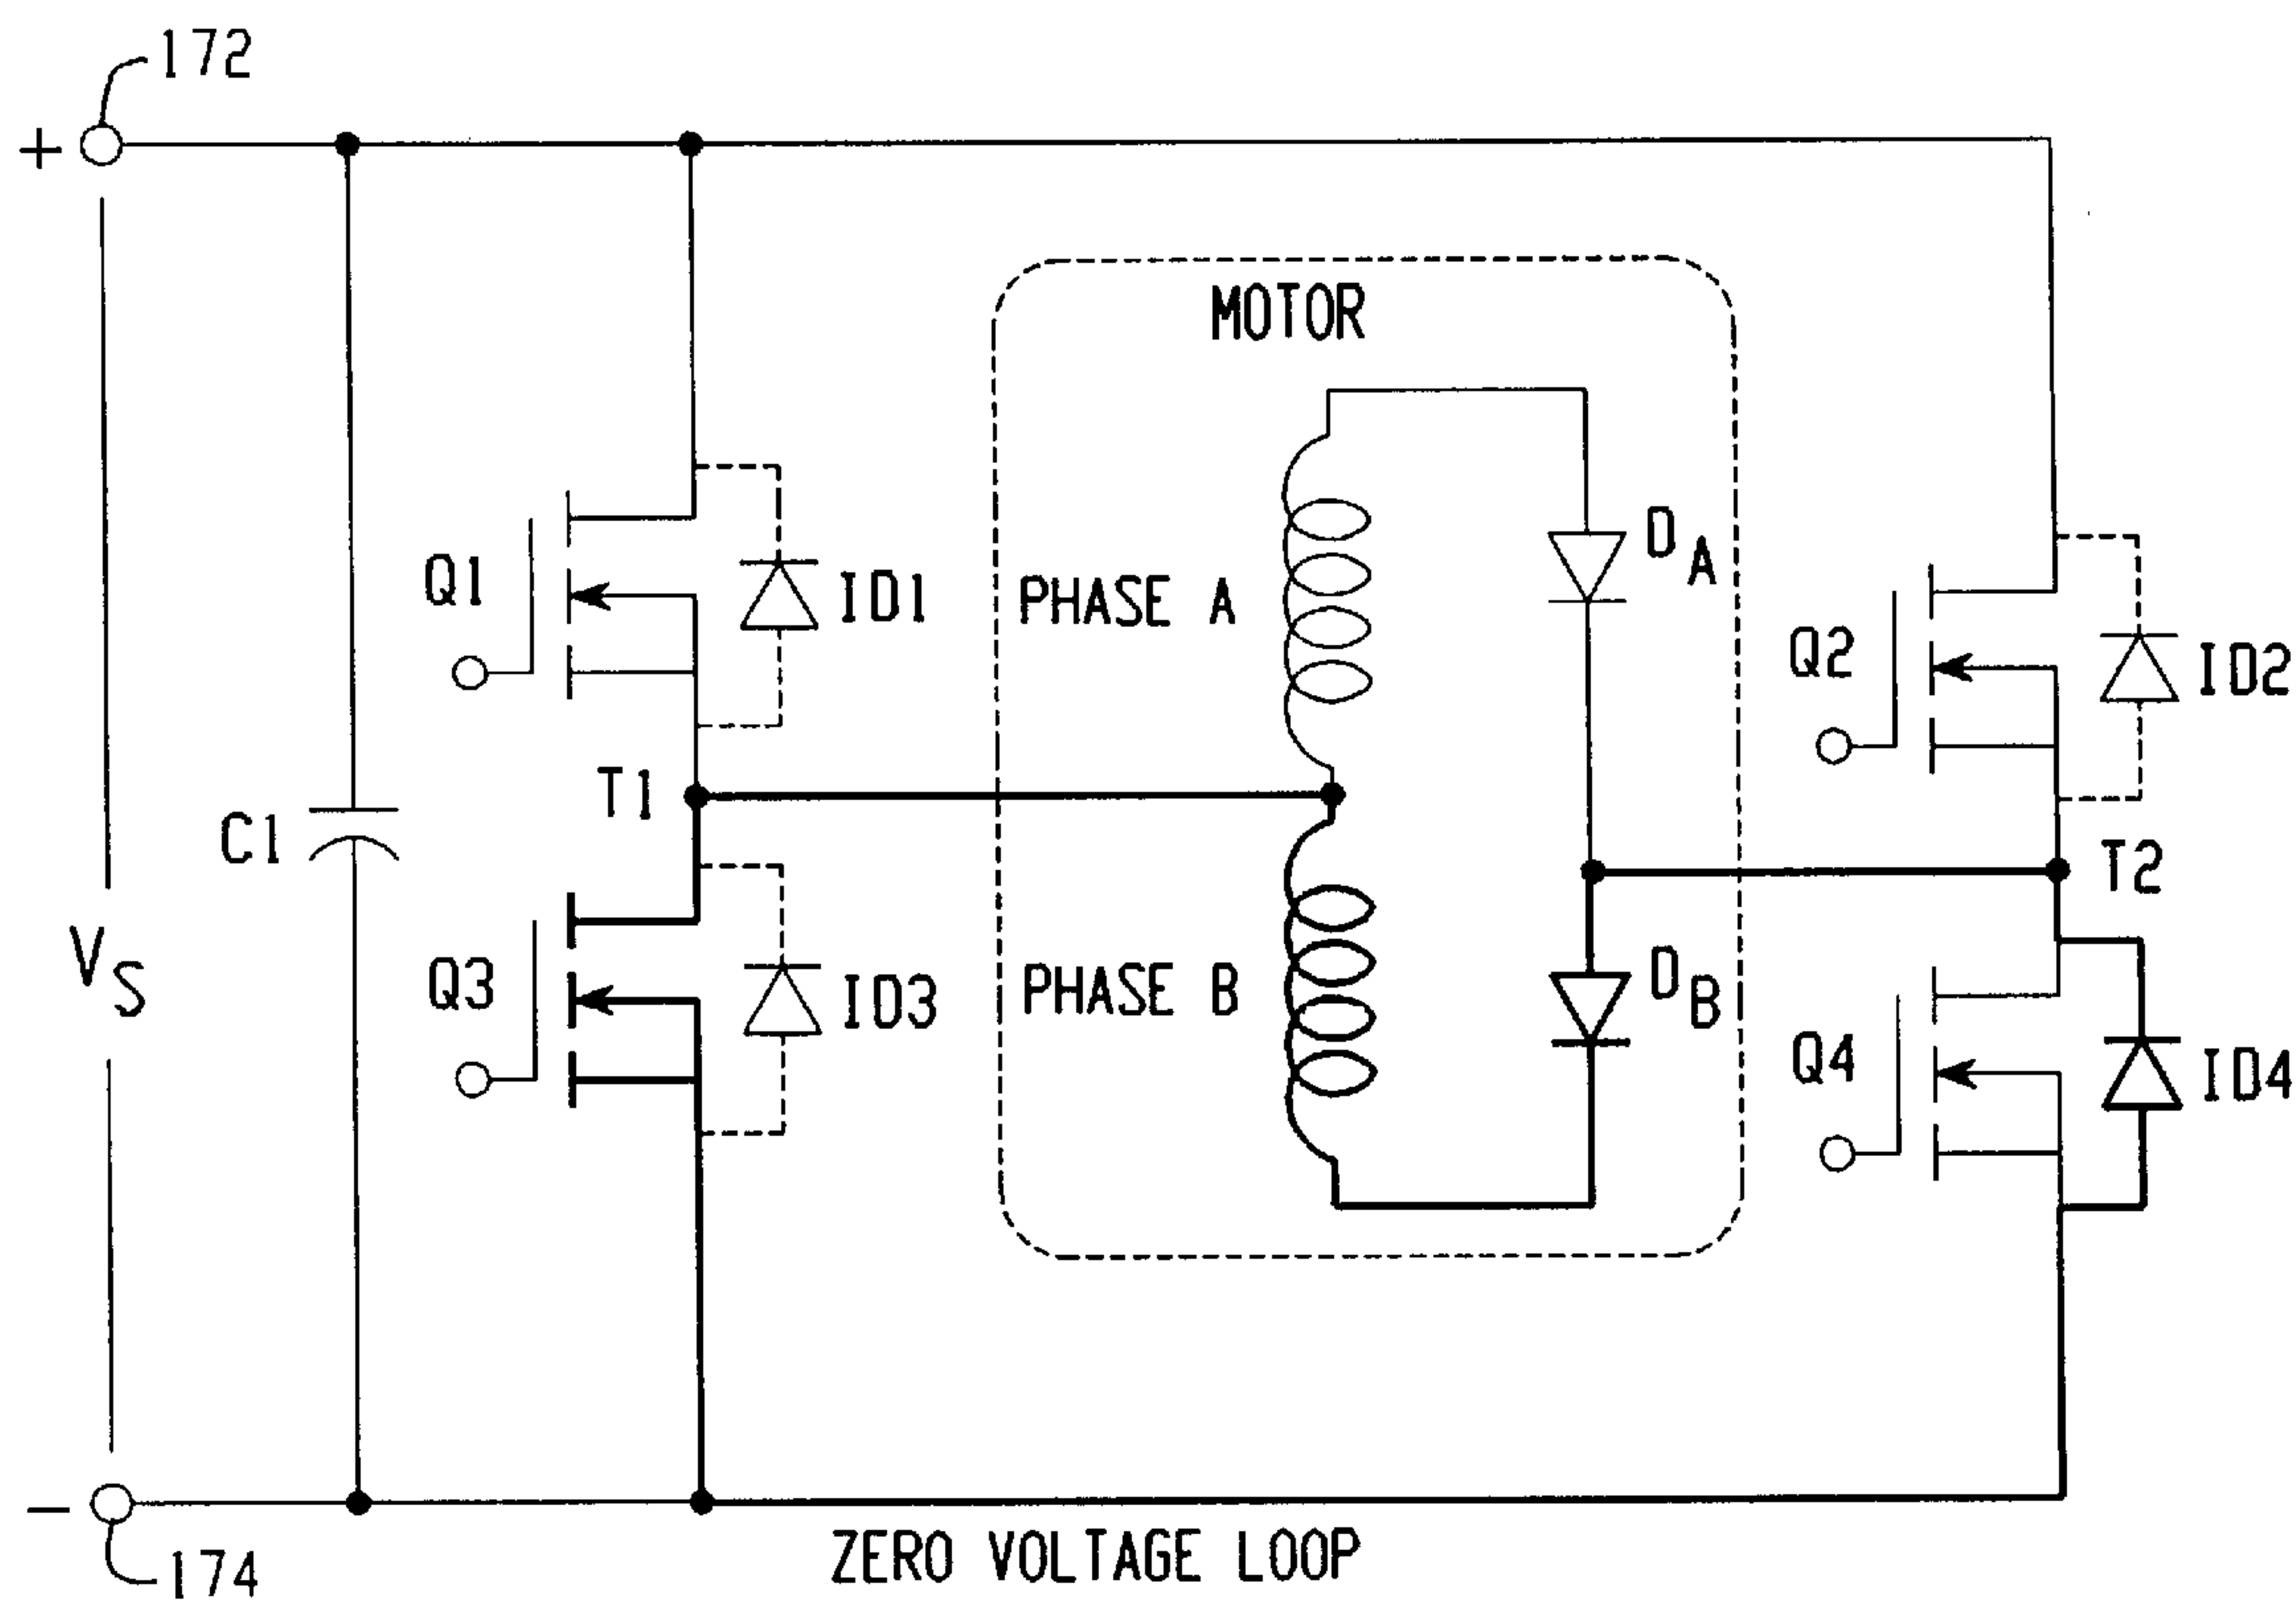 172
+
MOTOR
D A
Q1
ID1
PHASE A
Q2
ID2
T1
C1
T2
V S
Q3
ID3
PHASE B
D B
Q4
ID4
−
ZERO VOLTAGE LOOP
174